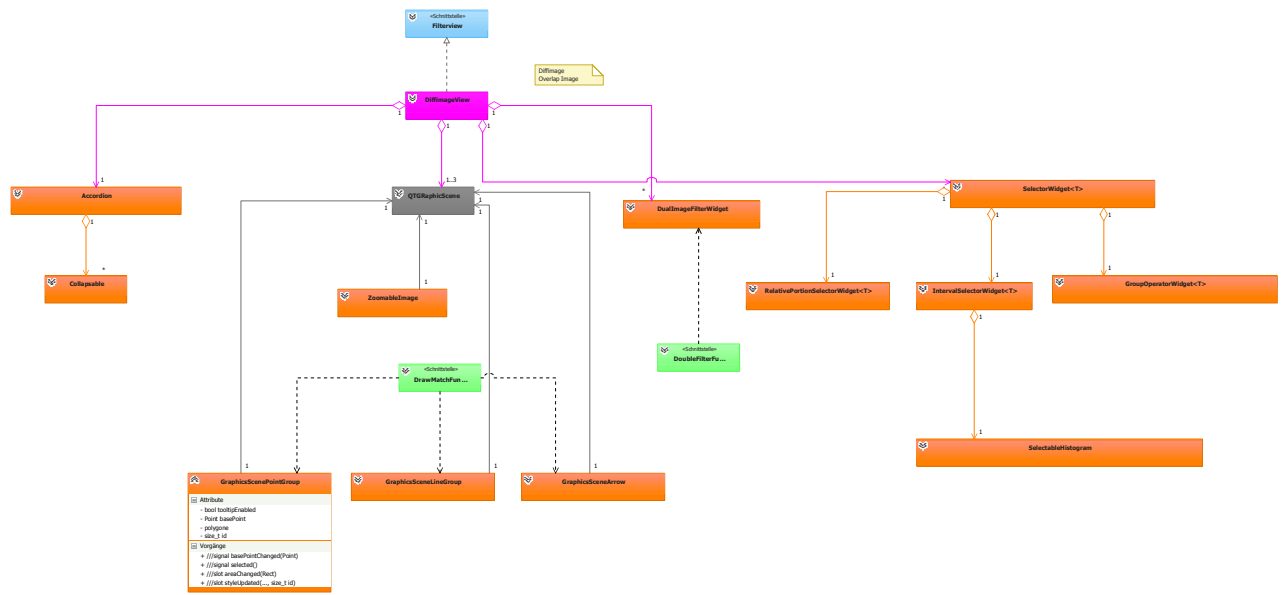 «Schnittstelle»
Filterview
Diffimage
Overlap Image
DiffimageView
1
1
1
1
1
1..3
*
Accordion
1
*
Collapsable
QTGRaphicScene
1
1
1
1
ZoomableImage
1
DualImageFilterWidget
«Schnittstelle»
DoubleFilterFu...
SelectorWidget<T>
1
1
1
1
1
1
RelativePortionSelectorWidget<T>
IntervalSelectorWidget<T>
1
GroupOperatorWidget<T>
1
SelectableHistogram
«Schnittstelle»
DrawMatchFun...
1
1
1
GraphicsScenePointGroup
GraphicsSceneLineGroup
GraphicsSceneArrow
Attribute
- bool tooltipEnabled
- Point basePoint
- polygone
- size_t id
Vorgänge
+ ///signal basePointChanged(Point)
+ ///signal selected()
+ ///slot areaChanged(Rect)
+ ///slot styleUpdated(..., size_t id)